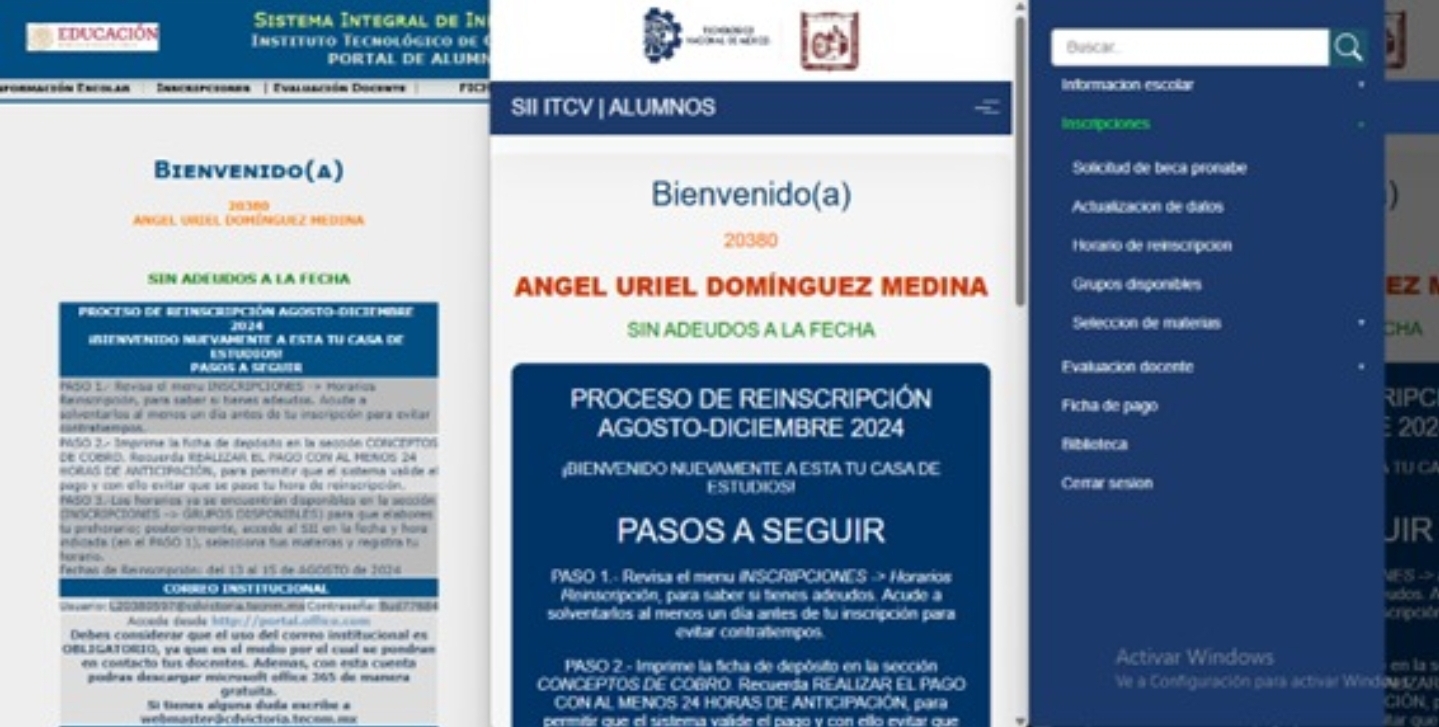 EDUCACIÓN
SISTEMA INTEGRAL DE IN
INSTITUTO TECNOLÓGICO DE
PORTAL DE ALUMN
FORMACIÓN ESCOLAR | INSCRIPCIONES | EVALUACIÓN DOCENTE | FICH
BIENVENIDO(A)
20380
ANGEL URIEL DOMÍNGUEZ MEDINA
SIN ADEUDOS A LA FECHA
PROCESO DE REINSCRIPCIÓN AGOSTO-DICIEMBRE
2024
¡BIENVENIDO NUEVAMENTE A ESTA TU CASA DE
ESTUDIOS!
PASOS A SEGUIR
PASO 1.- Revisa el menu INSCRIPCIONES -> Horarios
Reinscripción, para saber si tienes adeudos. Acude a
solventarlos al menos un día antes de tu inscripción para evitar
contratiempos.
PASO 2.- Imprime la ficha de depósito en la sección CONCEPTOS
DE COBRO. Recuerda REALIZAR EL PAGO CON AL MENOS 24
HORAS DE ANTICIPACIÓN, para permitir que el sistema valide el
pago y con ello evitar que se pase tu hora de reinscripción.
PASO 3.-Los horarios ya se encuentrán disponibles en la sección
(INSCRIPCIONES -> GRUPOS DISPONIBLES) para que elabores
tu prehorario; posteriormente, accede al SII en la fecha y hora
indicada (en el PASO 1), selecciona tus materias y registra tu
horario.
Fechas de Reinscripción: del 13 al 15 de AGOSTO de 2024
CORREO INSTITUCIONAL
Usuario: Contraseña:
Accede desde http://portal.office.com
Debes considerar que el uso del correo institucional es
OBLIGATORIO, ya que es el medio por el cual se pondran
en contacto tus docentes. Ademas, con esta cuenta
podras descargar microsoft office 365 de manera
gratuita.
Si tienes alguna duda escribe a
webmaster@cdvictoria.tecnm.mx
TECNOLÓGICO
NACIONAL DE MÉXICO
SII ITCV | ALUMNOS
Bienvenido(a)
20380
ANGEL URIEL DOMÍNGUEZ MEDINA
SIN ADEUDOS A LA FECHA
PROCESO DE REINSCRIPCIÓN
AGOSTO-DICIEMBRE 2024
¡BIENVENIDO NUEVAMENTE A ESTA TU CASA DE
ESTUDIOS!
PASOS A SEGUIR
PASO 1.- Revisa el menu INSCRIPCIONES -> Horarios
Reinscripción, para saber si tienes adeudos. Acude a
solventarlos al menos un día antes de tu inscripción para
evitar contratiempos.
PASO 2.- Imprime la ficha de depósito en la sección
CONCEPTOS DE COBRO. Recuerda REALIZAR EL PAGO
CON AL MENOS 24 HORAS DE ANTICIPACIÓN, para
permitir que el sistema valide el pago y con ello evitar que
Buscar..
Informacion escolar
Inscripciones
Solicitud de beca pronabe
Actualizacion de datos
Horario de reinscripcion
Grupos disponibles
Seleccion de materias
Evaluacion docente
Ficha de pago
Biblioteca
Cerrar sesion
Activar Windows
Ve a Configuración para activar Windows.
)
EZ M
CHA
RIPCI
E 202
A TU CA
UIR